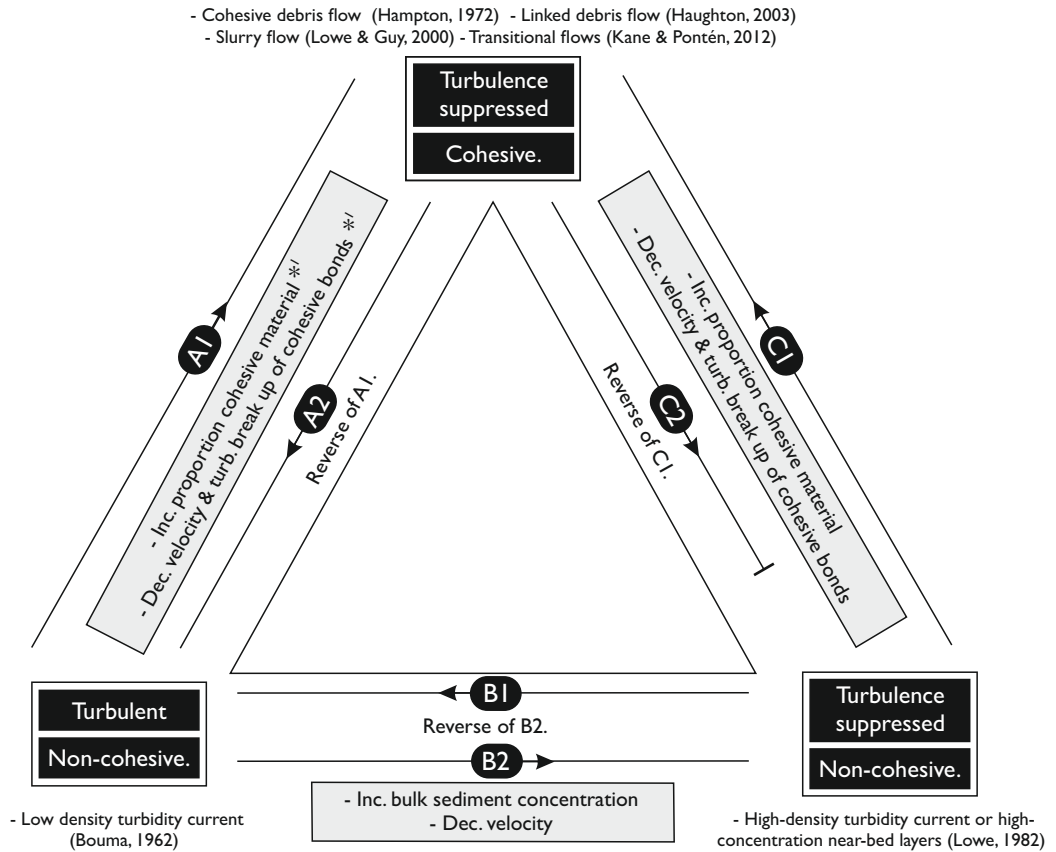 - Cohesive debris flow (Hampton, 1972) - Linked debris flow (Haughton, 2003)
- Slurry flow (Lowe & Guy, 2000) - Transitional flows (Kane & Pontén, 2012)
Turbulence
suppressed
Cohesive.
A1
- Inc. proportion cohesive material *¹
- Dec. velocity & turb. break up of cohesive bonds *¹
A2
Reverse of A1.
C1
- Inc. proportion cohesive material
- Dec. velocity & turb. break up of cohesive bonds
C2
Reverse of C1.
Turbulent
Non-cohesive.
- Low density turbidity current
(Bouma, 1962)
B1
Reverse of B2.
B2
- Inc. bulk sediment concentration
- Dec. velocity
Turbulence
suppressed
Non-cohesive.
- High-density turbidity current or high-
concentration near-bed layers (Lowe, 1982)